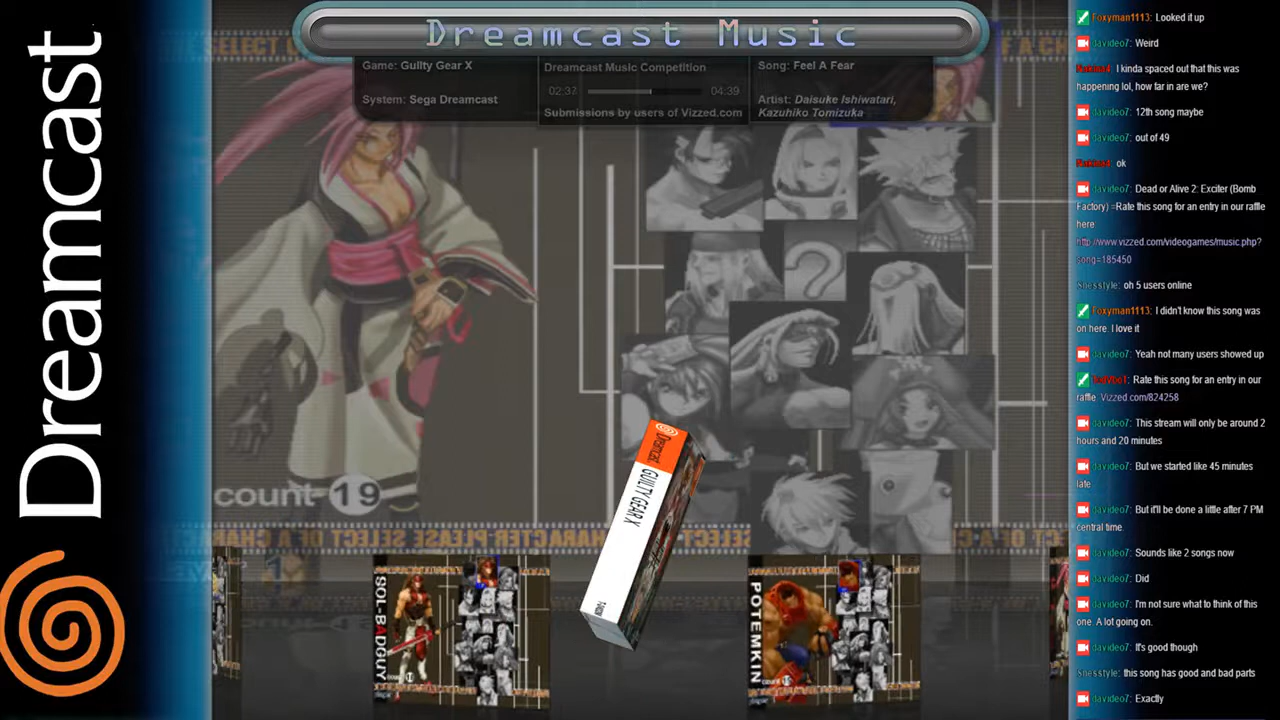 Dreamcast
Dreamcast Music
Game: Guilty Gear X
System: Sega Dreamcast
Dreamcast Music Competition
02:37
04:39
Submissions by users of Vizzed.com
Song: Feel A Fear
Artist: Daisuke Ishiwatari,
Kazuhiko Tomizuka
count-19
CHARACTER PLEASE SELECT OF A CHARA
SOL-BADGUY
Dreamcast
GUILTY GEAR X
POTEMKIN
Foxyman1113: Looked it up
davideo7: Weird
I kinda spaced out that this was
happening lol, how far in are we?
davideo7: 12th song maybe
davideo7: out of 49
ok
davideo7: Dead or Alive 2: Exciter (Bomb
Factory) =Rate this song for an entry in our raffle
here
http://www.vizzed.com/videogames/music.php?
song=185450
Snesstyle: oh 5 users online
Foxyman1113: I didn't know this song was
on here. I love it
davideo7: Yeah not many users showed up
Rate this song for an entry in our
raffle Vizzed.com/824258
davideo7: This stream will only be around 2
hours and 20 minutes
davideo7: But we started like 45 minutes
late
davideo7: But it'll be done a little after 7 PM
central time
davideo7: Sounds like 2 songs now
davideo7: Did
davideo7: I'm not sure what to think of this
one. A lot going on.
davideo7: It's good though
Snesstyle: this song has good and bad parts
davideo7: Exactly